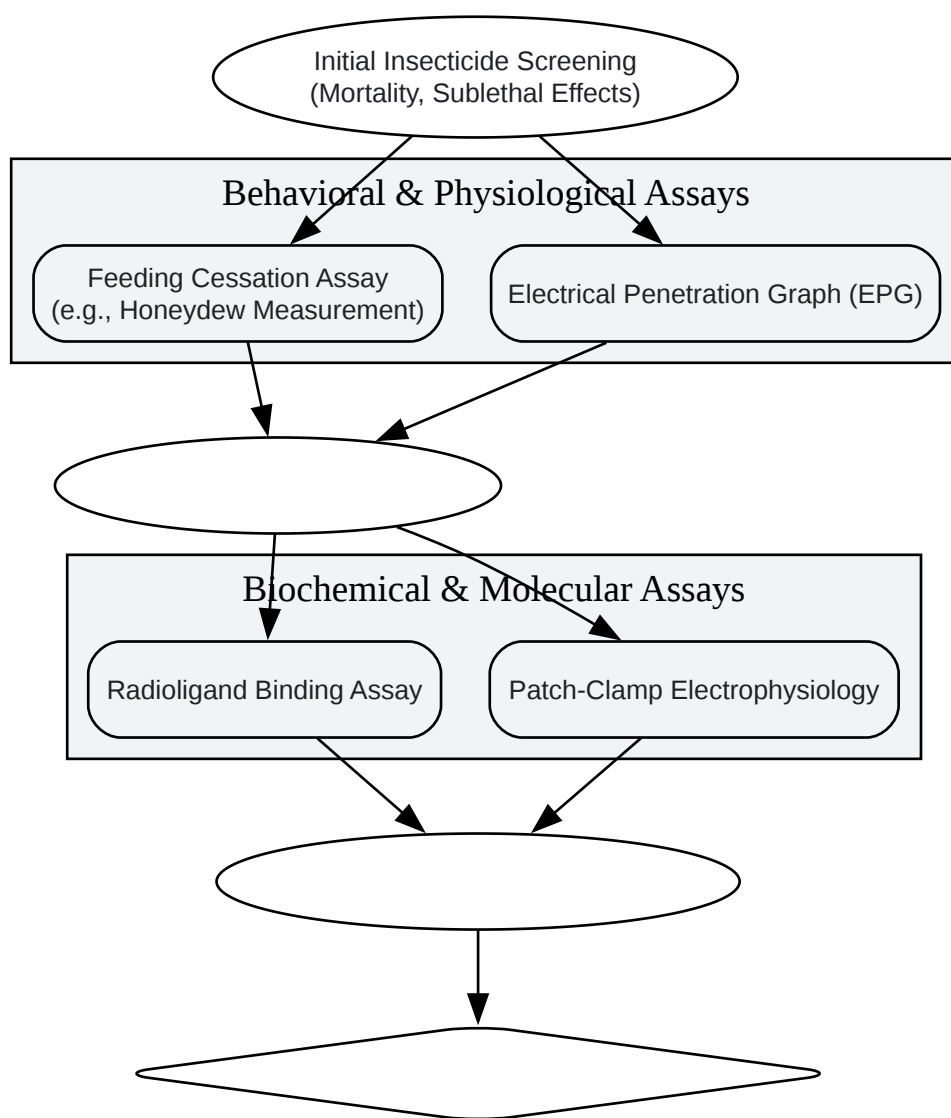 Initial Insecticide Screening
(Mortality, Sublethal Effects)
Behavioral & Physiological Assays
Feeding Cessation Assay
(e.g., Honeydew Measurement)
Electrical Penetration Graph (EPG)
Biochemical & Molecular Assays
Radioligand Binding Assay
Patch-Clamp Electrophysiology